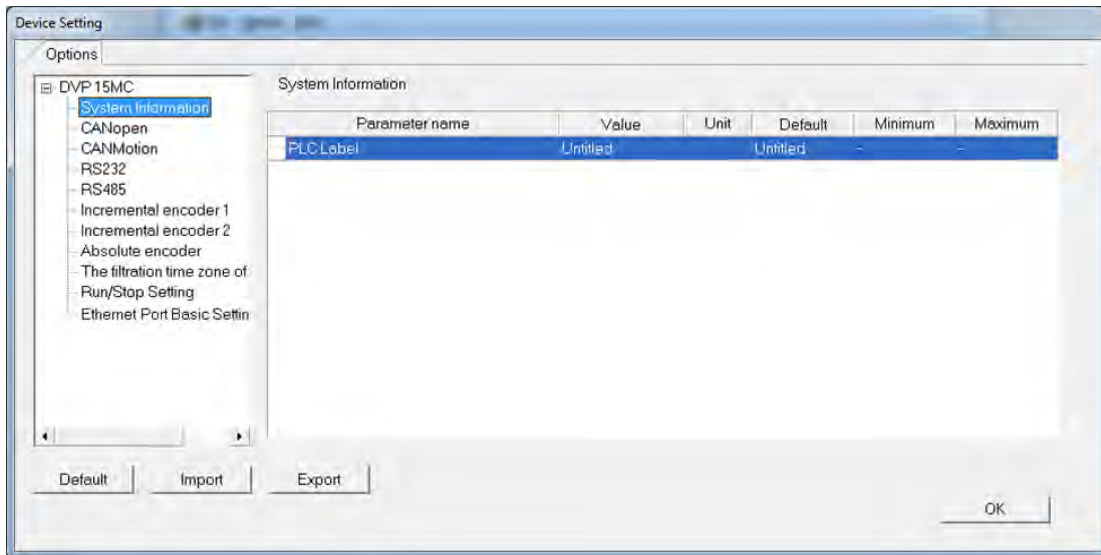 Device Setting
Options
DVP 15MC
System Information
CANopen
CANMotion
RS232
RS485
Incremental encoder 1
Incremental encoder 2
Absolute encoder
The filtration time zone of
Run/Stop Setting
Ethernet Port Basic Settin
System Information
Parameter name Value Unit Default Minimum Maximum
PLC Label Untitled Untitled - -
Default Import Export
OK